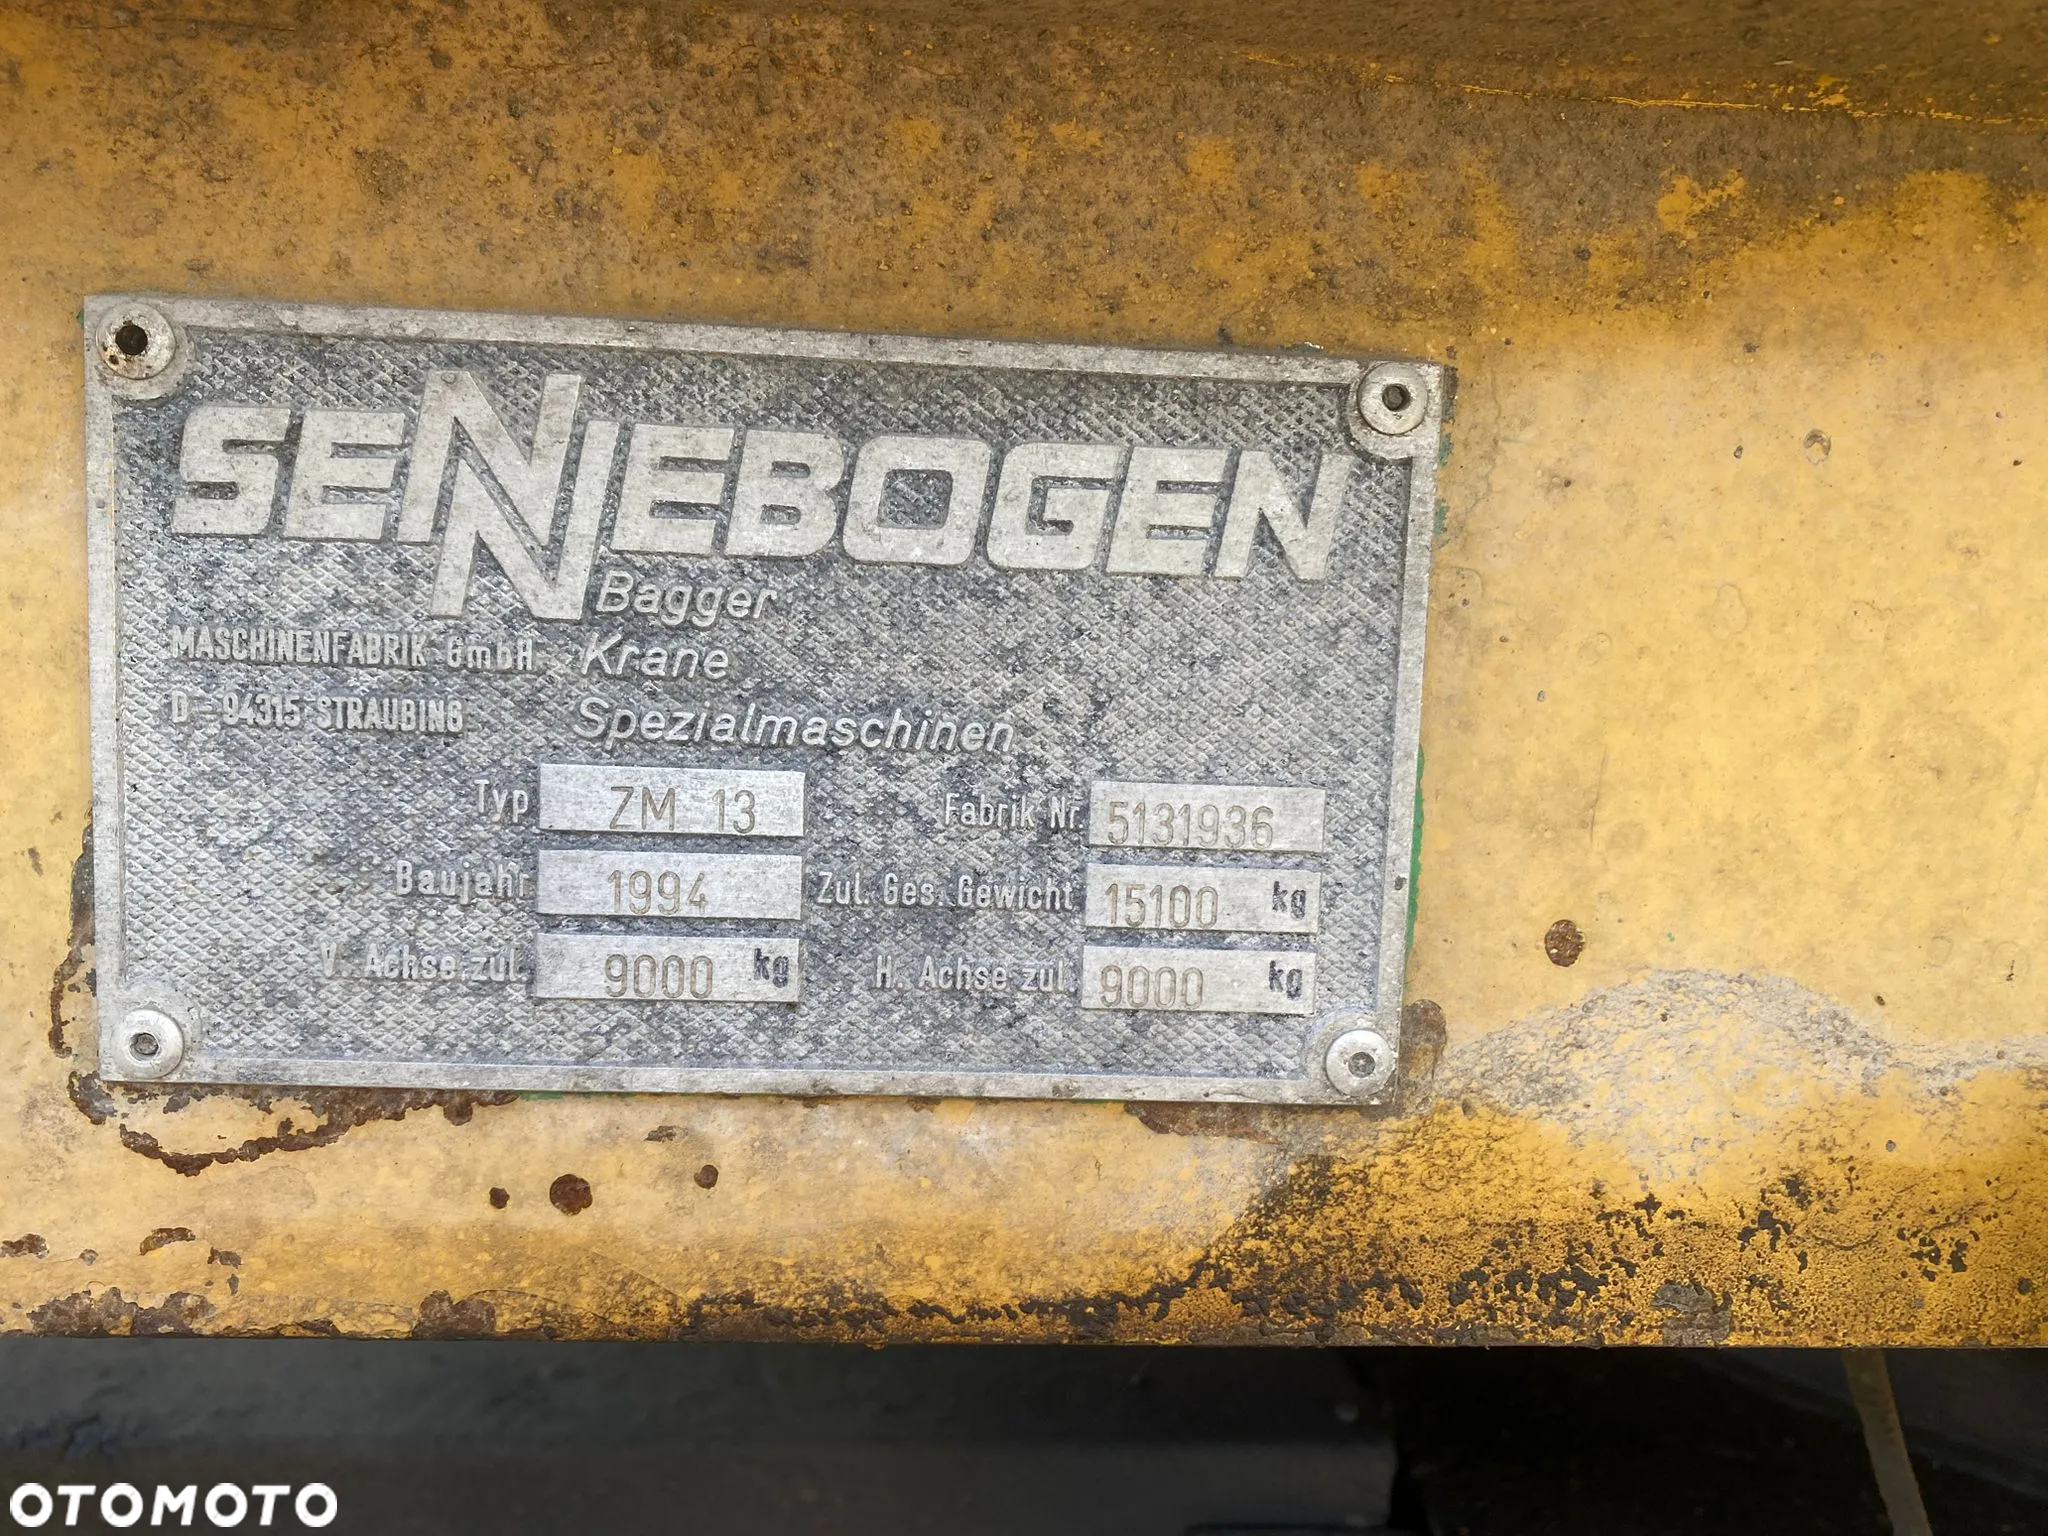 SENNEBOGEN
Bagger
MASCHINENFABRIK GmbH Krane
D-94315 STRAUBING Spezialmaschinen
Typ ZM 13 Fabrik Nr. 5131936
Baujahr 1994 Zul. Ges. Gewicht 15100 kg
V. Achse zul. 9000 kg H. Achse zul. 9000 kg
OTOMOTO